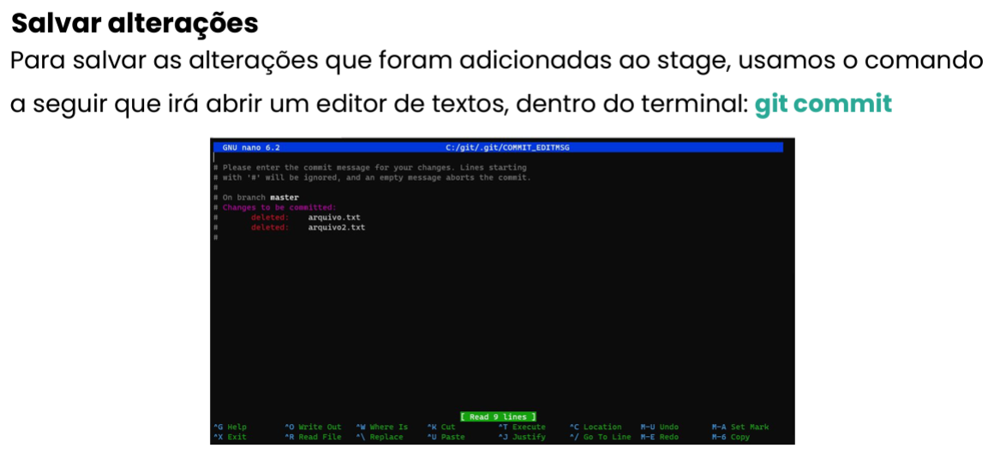 Salvar alterações
Para salvar as alterações que foram adicionadas ao stage, usamos o comando
a seguir que irá abrir um editor de textos, dentro do terminal: git commit
GNU nano 6.2 C:/git/.git/COMMIT_EDITMSG
# Please enter the commit message for your changes. Lines starting
# with '#' will be ignored, and an empty message aborts the commit.
#
# On branch master
# Changes to be committed:
# deleted: arquivo.txt
# deleted: arquivo2.txt
#
[ Read 9 lines ]
^G Help ^O Write Out ^W Where Is ^K Cut ^T Execute ^C Location M-U Undo M-A Set Mark
^X Exit ^R Read File ^\ Replace ^U Paste ^J Justify ^/ Go To Line M-E Redo M-6 Copy